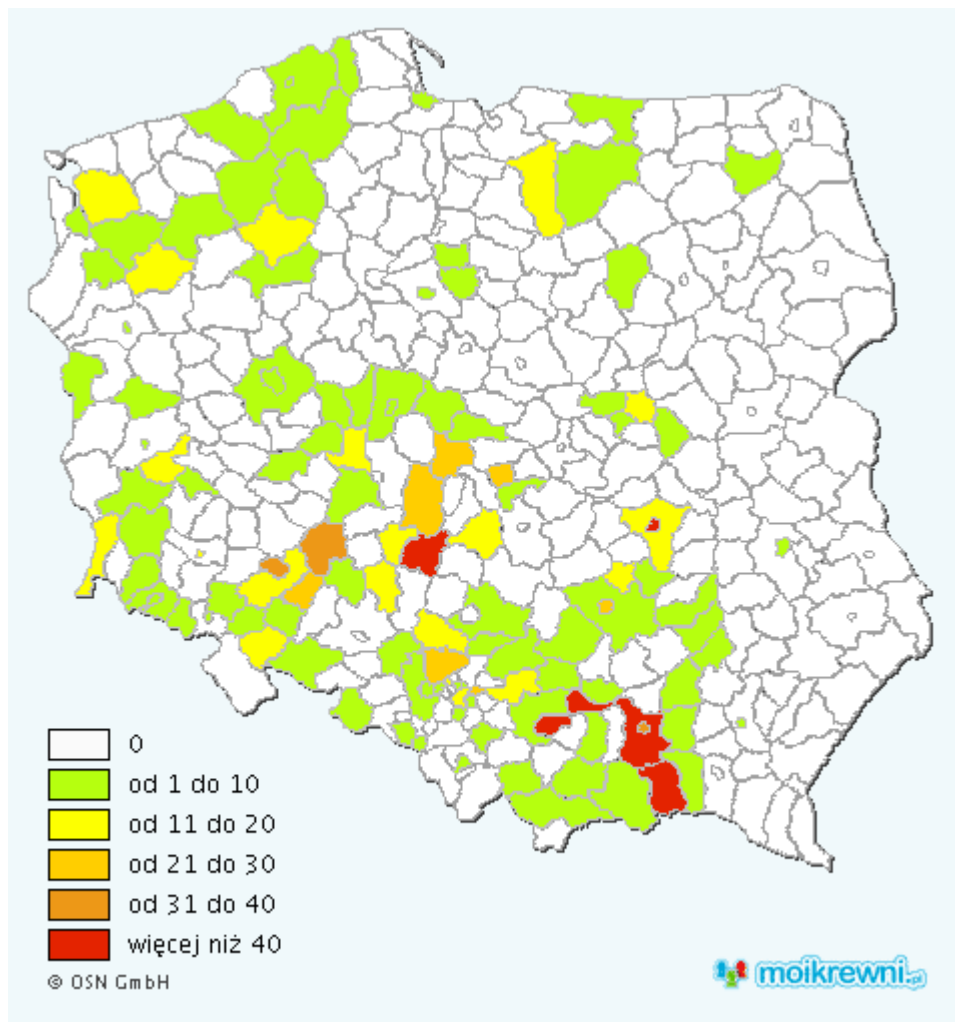 0
od 1 do 10
od 11 do 20
od 21 do 30
od 31 do 40
więcej niż 40
© OSN GmbH
moikrewni.pl